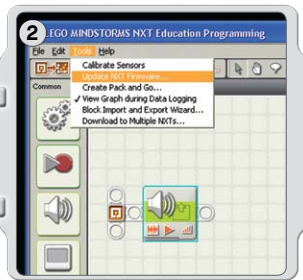 2
LEGO MINDSTORMS NXT Education Programming
File Edit Tools Help
Calibrate Sensors
Update NXT Firmware...
Create Pack and Go...
✓ View Graph during Data Logging
Block Import and Export Wizard...
Download to Multiple NXTs...
Common